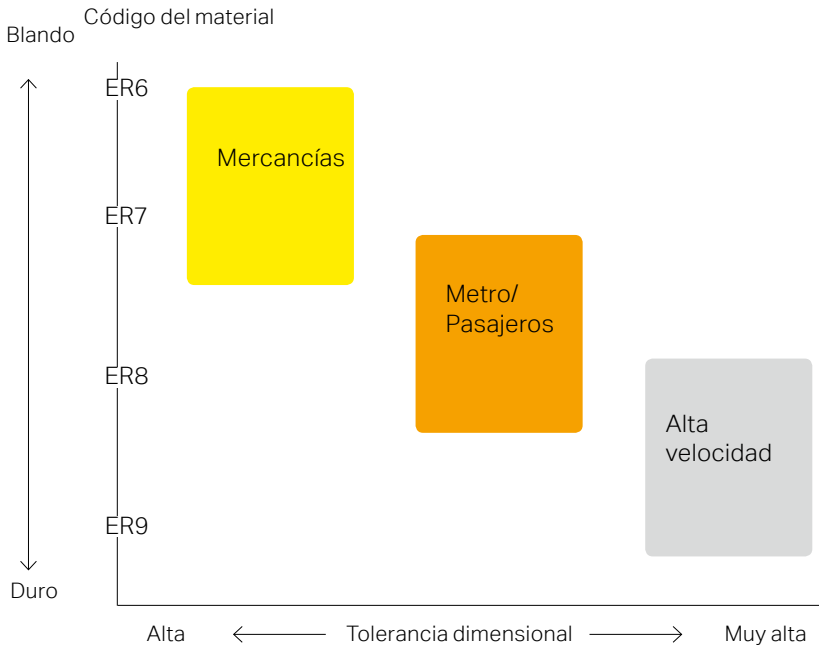 Código del material
Blando
ER6
Mercancías
ER7
Metro/
Pasajeros
ER8
Alta
velocidad
ER9
Duro
Alta
Tolerancia dimensional
Muy alta